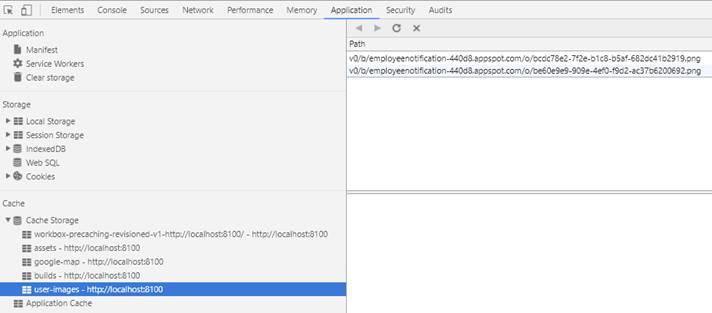 Elements Console Sources Network Performance Memory Application Security Audits
Application
Manifest
Service Workers
Clear storage
Storage
Local Storage
Session Storage
IndexedDB
Web SQL
Cookies
Cache
Cache Storage
workbox-precaching-revisioned-v1-http://localhost:8100/ - http://localhost:8100
assets - http://localhost:8100
google-map - http://localhost:8100
builds - http://localhost:8100
user-images - http://localhost:8100
Application Cache
Path
v0/b/employeenotification-440d8.appspot.com/o/bcdc78e2-7f2e-b1c8-b5af-682dc41b2919.png
v0/b/employeenotification-440d8.appspot.com/o/be60e9e9-909e-4ef0-f9d2-ac37b6200692.png